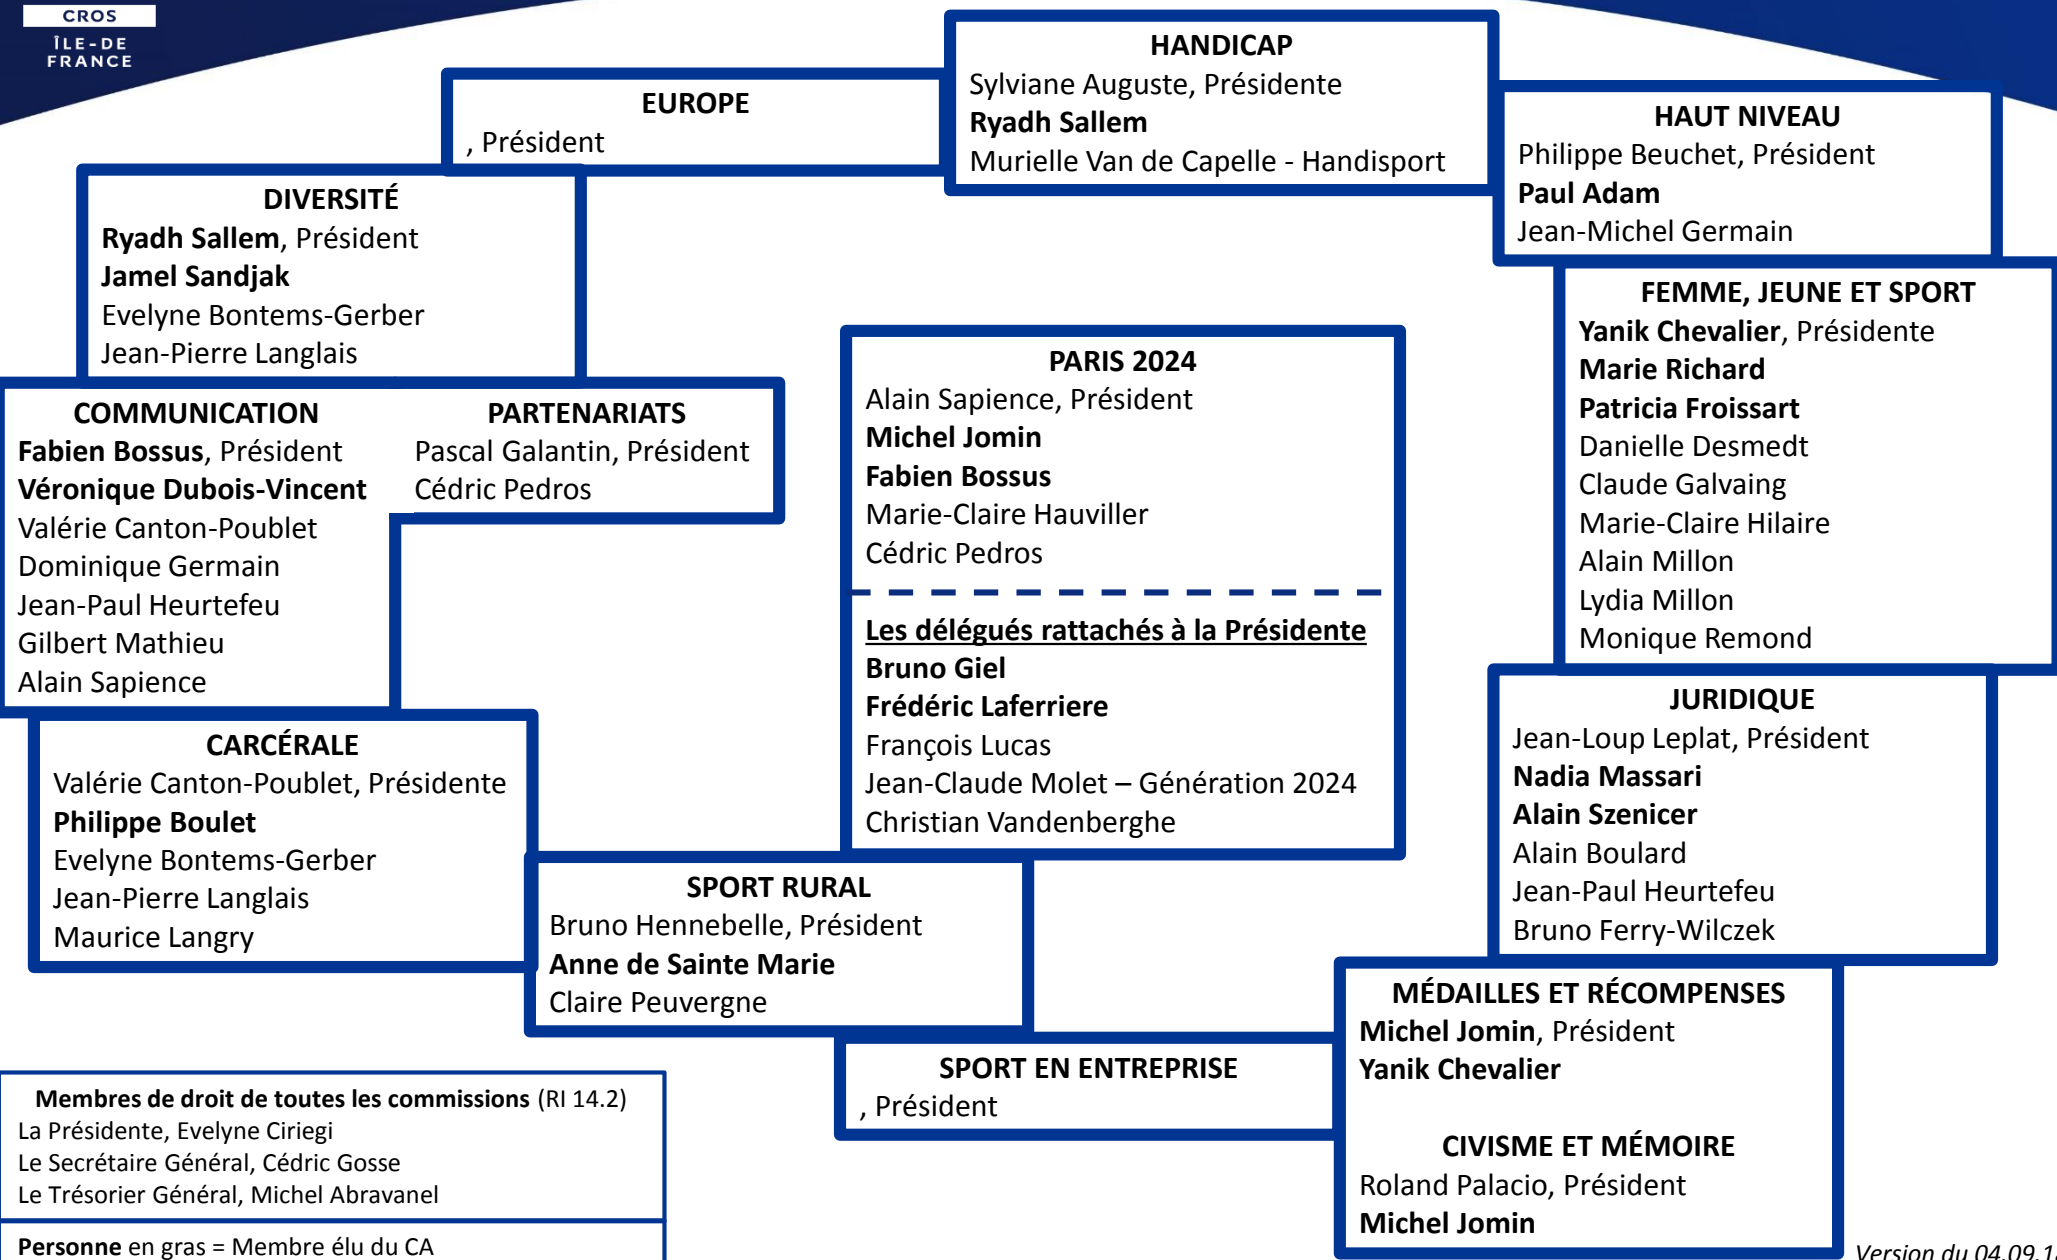 CROS
ÎLE-DE
FRANCE
EUROPE
, Président
HANDICAP
Sylviane Auguste, Présidente
Ryadh Sallem
Murielle Van de Capelle - Handisport
HAUT NIVEAU
Philippe Beuchet, Président
Paul Adam
Jean-Michel Germain
DIVERSITÉ
Ryadh Sallem, Président
Jamel Sandjak
Evelyne Bontems-Gerber
Jean-Pierre Langlais
FEMME, JEUNE ET SPORT
Yanik Chevalier, Présidente
Marie Richard
Patricia Froissart
Danielle Desmedt
Claude Galvaing
Marie-Claire Hilaire
Alain Millon
Lydia Millon
Monique Remond
COMMUNICATION
Fabien Bossus, Président
Véronique Dubois-Vincent
Valérie Canton-Poublet
Dominique Germain
Jean-Paul Heurtefeu
Gilbert Mathieu
Alain Sapience
PARTENARIATS
Pascal Galantin, Président
Cédric Pedros
PARIS 2024
Alain Sapience, Président
Michel Jomin
Fabien Bossus
Marie-Claire Hauviller
Cédric Pedros
Les délégués rattachés à la Présidente
Bruno Giel
Frédéric Laferriere
François Lucas
Jean-Claude Molet – Génération 2024
Christian Vandenberghe
JURIDIQUE
Jean-Loup Leplat, Président
Nadia Massari
Alain Szenicer
Alain Boulard
Jean-Paul Heurtefeu
Bruno Ferry-Wilczek
CARCÉRALE
Valérie Canton-Poublet, Présidente
Philippe Boulet
Evelyne Bontems-Gerber
Jean-Pierre Langlais
Maurice Langry
SPORT RURAL
Bruno Hennebelle, Président
Anne de Sainte Marie
Claire Peuvergne
SPORT EN ENTREPRISE
, Président
MÉDAILLES ET RÉCOMPENSES
Michel Jomin, Président
Yanik Chevalier
CIVISME ET MÉMOIRE
Roland Palacio, Président
Michel Jomin
Membres de droit de toutes les commissions (RI 14.2)
La Présidente, Evelyne Ciriegi
Le Secrétaire Général, Cédric Gosse
Le Trésorier Général, Michel Abravanel
Personne en gras = Membre élu du CA
Version du 04.09.1